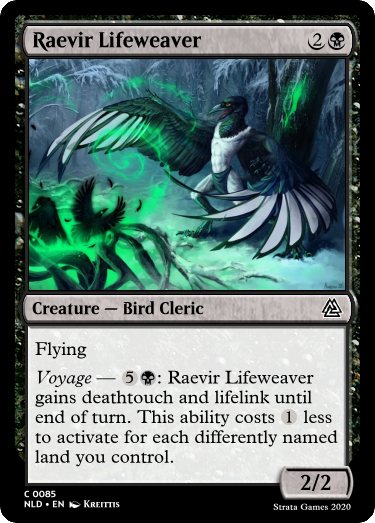 Raevir Lifeweaver 2
Creature — Bird Cleric
Flying
Voyage — 5 : Raevir Lifeweaver
gains deathtouch and lifelink until
end of turn. This ability costs 1 less
to activate for each differently named
land you control.
2/2
C 0085
NLD • EN Kreittis
Strata Games 2020